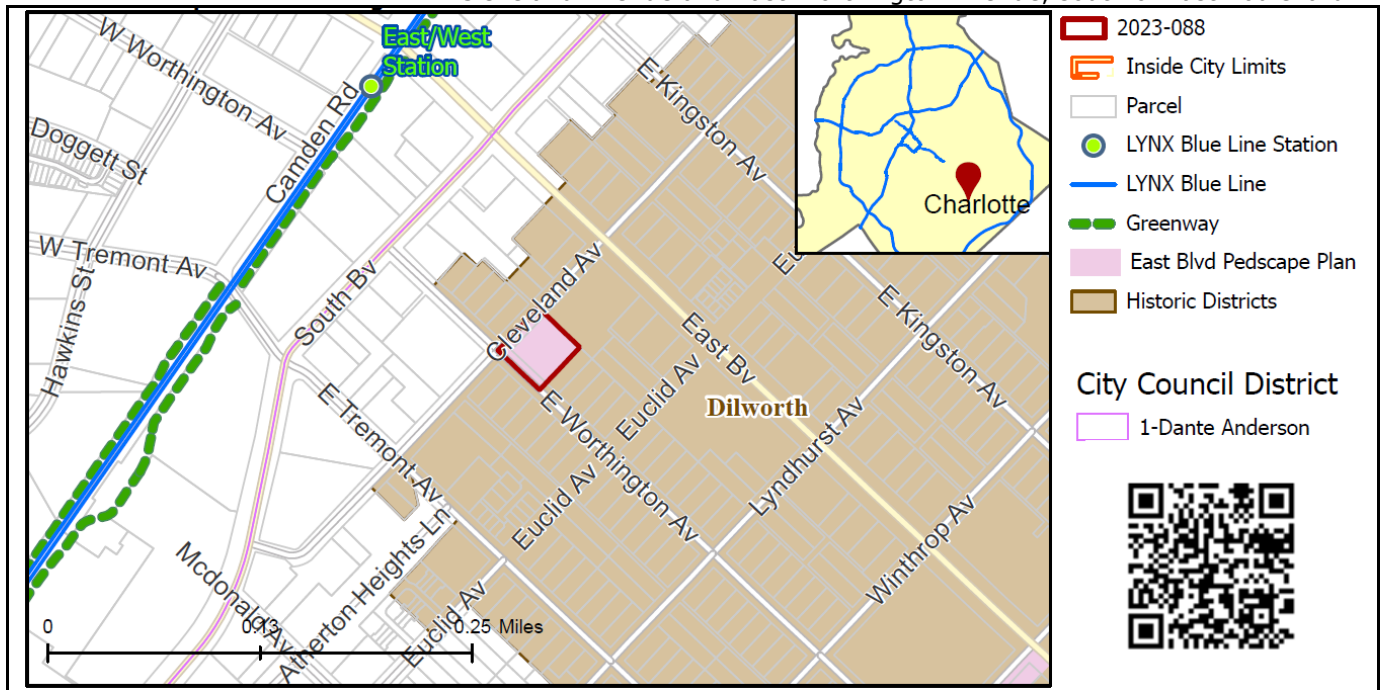 East/West
Station
W Worthington Av
Camden Rd
E Kingston Av
Doggett St
W Tremont Av
Hawkins St
South Bv
Cleveland Av
East Bv
Euclid Av
Dilworth
E Kingston Av
E Worthington Av
E Tremont Av
Euclid Av
Lyndhurst Av
Winthrop Av
Mcdonald Av
Atherton Heights Ln
Euclid Av
0
0.13
0.25 Miles
Charlotte
2023-088
Inside City Limits
Parcel
LYNX Blue Line Station
LYNX Blue Line
Greenway
East Blvd Pedscape Plan
Historic Districts
City Council District
1-Dante Anderson